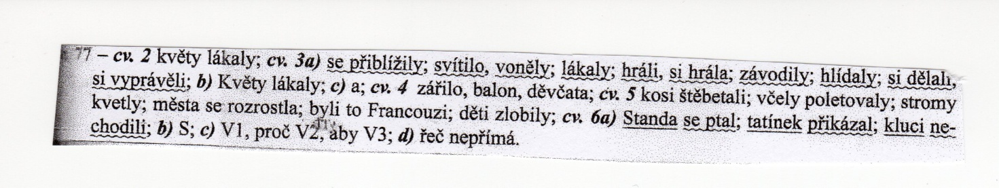 77 – cv. 2 květy lákaly; cv. 3a) se přiblížily; svítilo, voněly; lákaly; hráli, si hrála; závodily; hlídaly; si dělali,
si vyprávěli; b) Květy lákaly; c) a; cv. 4 zářilo, balon, děvčata; cv. 5 kosi štěbetali; včely poletovaly; stromy
kvetly; města se rozrostla; byli to Francouzi; děti zlobily; cv. 6a) Standa se ptal; tatínek přikázal; kluci ne-
chodili; b) S; c) V1, proč V2, aby V3; d) řeč nepřímá.